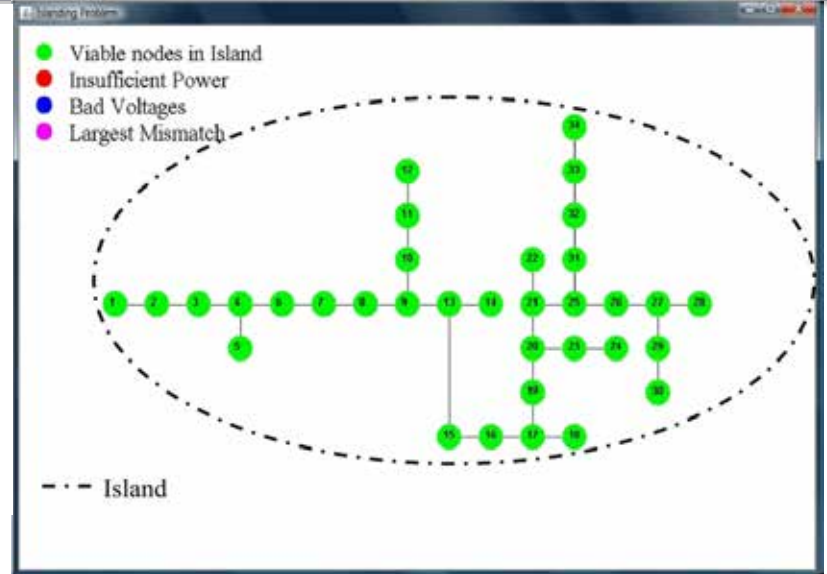 Islanding Problem
Viable nodes in Island
Insufficient Power
Bad Voltages
Largest Mismatch
34
12 33
11 32
10 22 31
1 2 3 4 6 7 8 9 13 14 21 25 26 27 28
5 20 23 24 29
19 30
15 16 17 18
Island